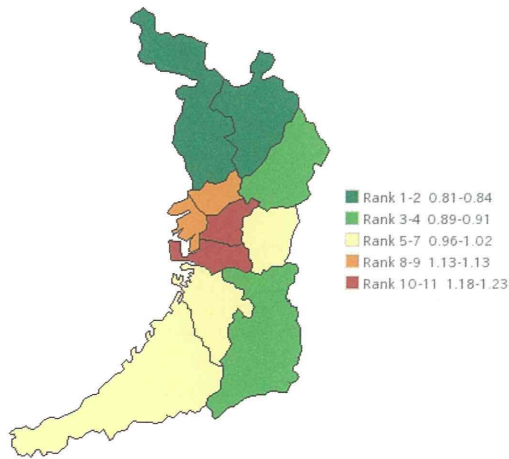 Rank 1-2 0.81-0.84
Rank 3-4 0.89-0.91
Rank 5-7 0.96-1.02
Rank 8-9 1.13-1.13
Rank 10-11 1.18-1.23